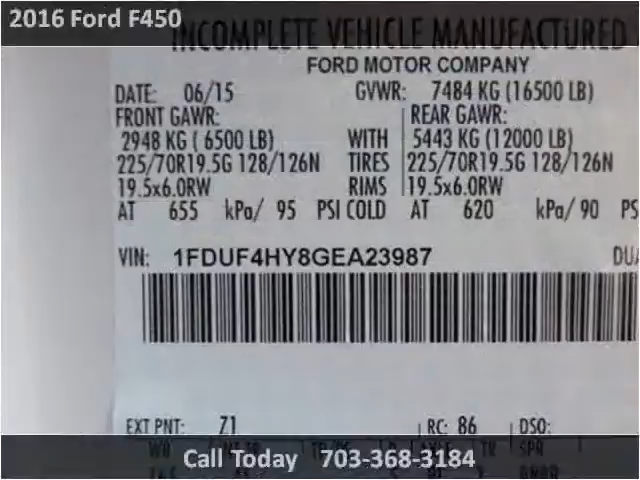 2016 Ford F450
INCOMPLETE VEHICLE MANUFACTURED
FORD MOTOR COMPANY
DATE: 06/15 GVWR: 7484 KG (16500 LB)
FRONT GAWR: REAR GAWR:
2948 KG ( 6500 LB) WITH 5443 KG (12000 LB)
225/70R19.5G 128/126N TIRES 225/70R19.5G 128/126N
19.5x6.0RW RIMS 19.5x6.0RW
AT 655 kPa/ 95 PSI COLD AT 620 kPa/ 90 PS
VIN: 1FDUF4HY8GEA23987 DUA
EXT PNT: Z1 RC: 86 DSO:
WB
Call Today 703-368-3184